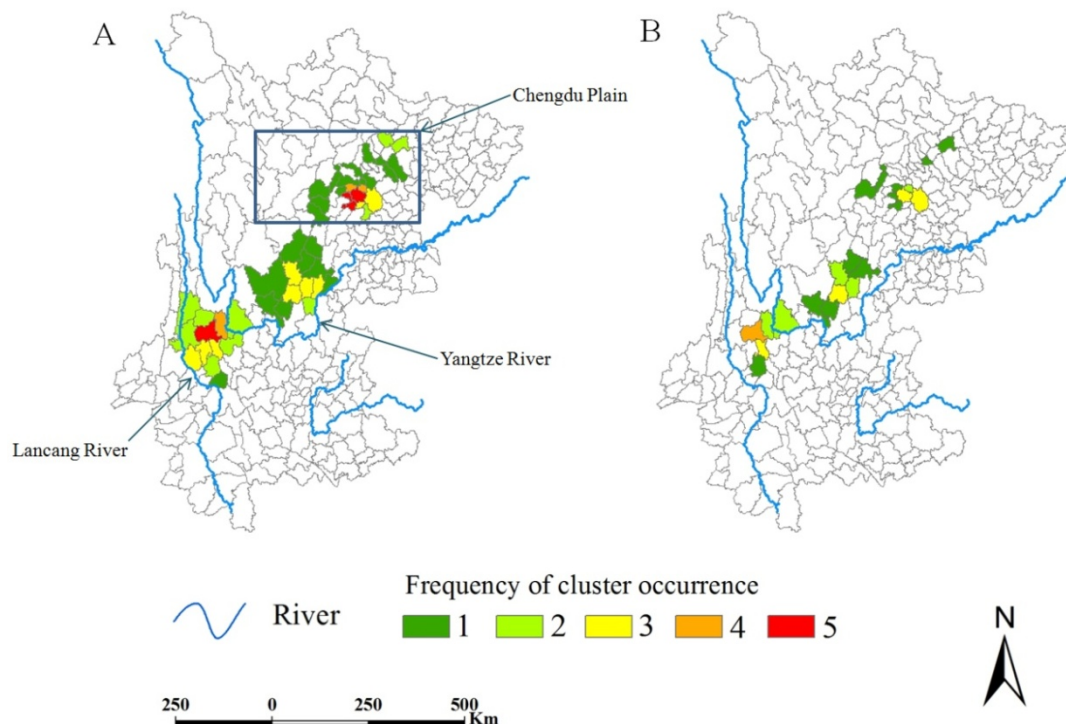 A
B
Chengdu Plain
Yangtze River
Lancang River
Frequency of cluster occurrence
River
1 2 3 4 5
N
250 0 250 500
Km